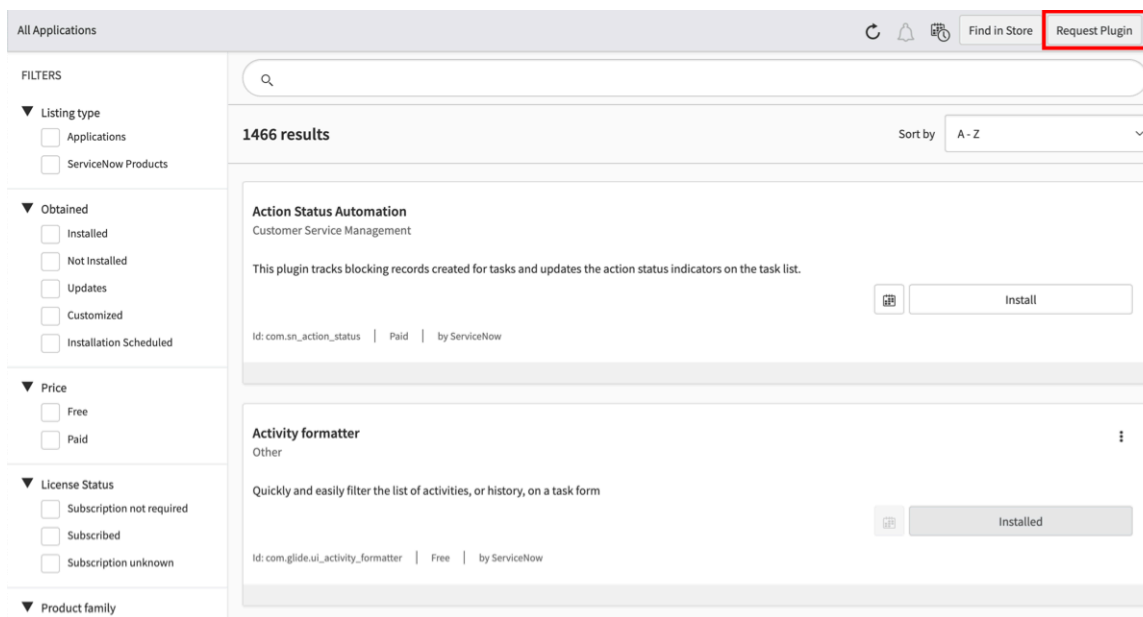 All Applications
Find in Store
Request Plugin
FILTERS
Listing type
Applications
ServiceNow Products
Obtained
Installed
Not Installed
Updates
Customized
Installation Scheduled
Price
Free
Paid
License Status
Subscription not required
Subscribed
Subscription unknown
Product family
1466 results
Sort by
A - Z
Action Status Automation
Customer Service Management
This plugin tracks blocking records created for tasks and updates the action status indicators on the task list.
Install
Id: com.sn_action_status | Paid | by ServiceNow
Activity formatter
Other
Quickly and easily filter the list of activities, or history, on a task form
Installed
Id: com.glide.ui_activity_formatter | Free | by ServiceNow